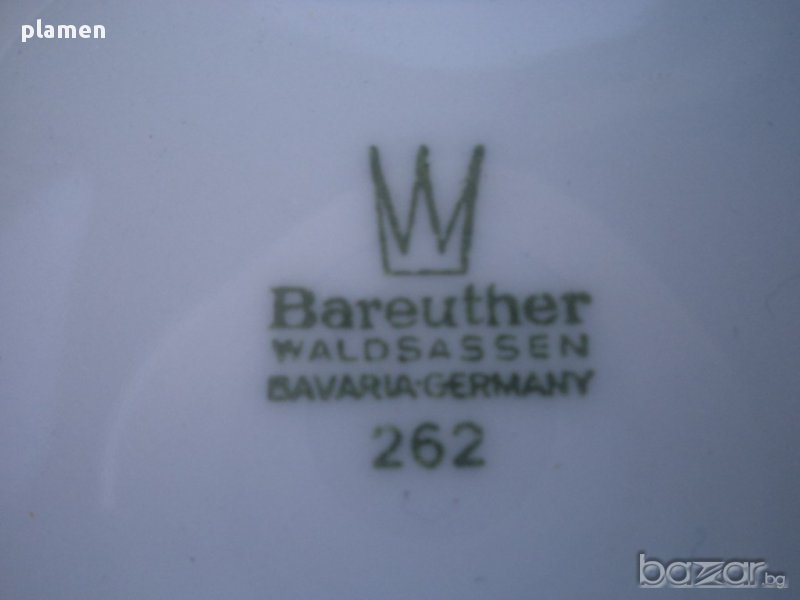 plamen
Bareuther
WALDSASSEN
BAVARIA·GERMANY
262
bazar.bg